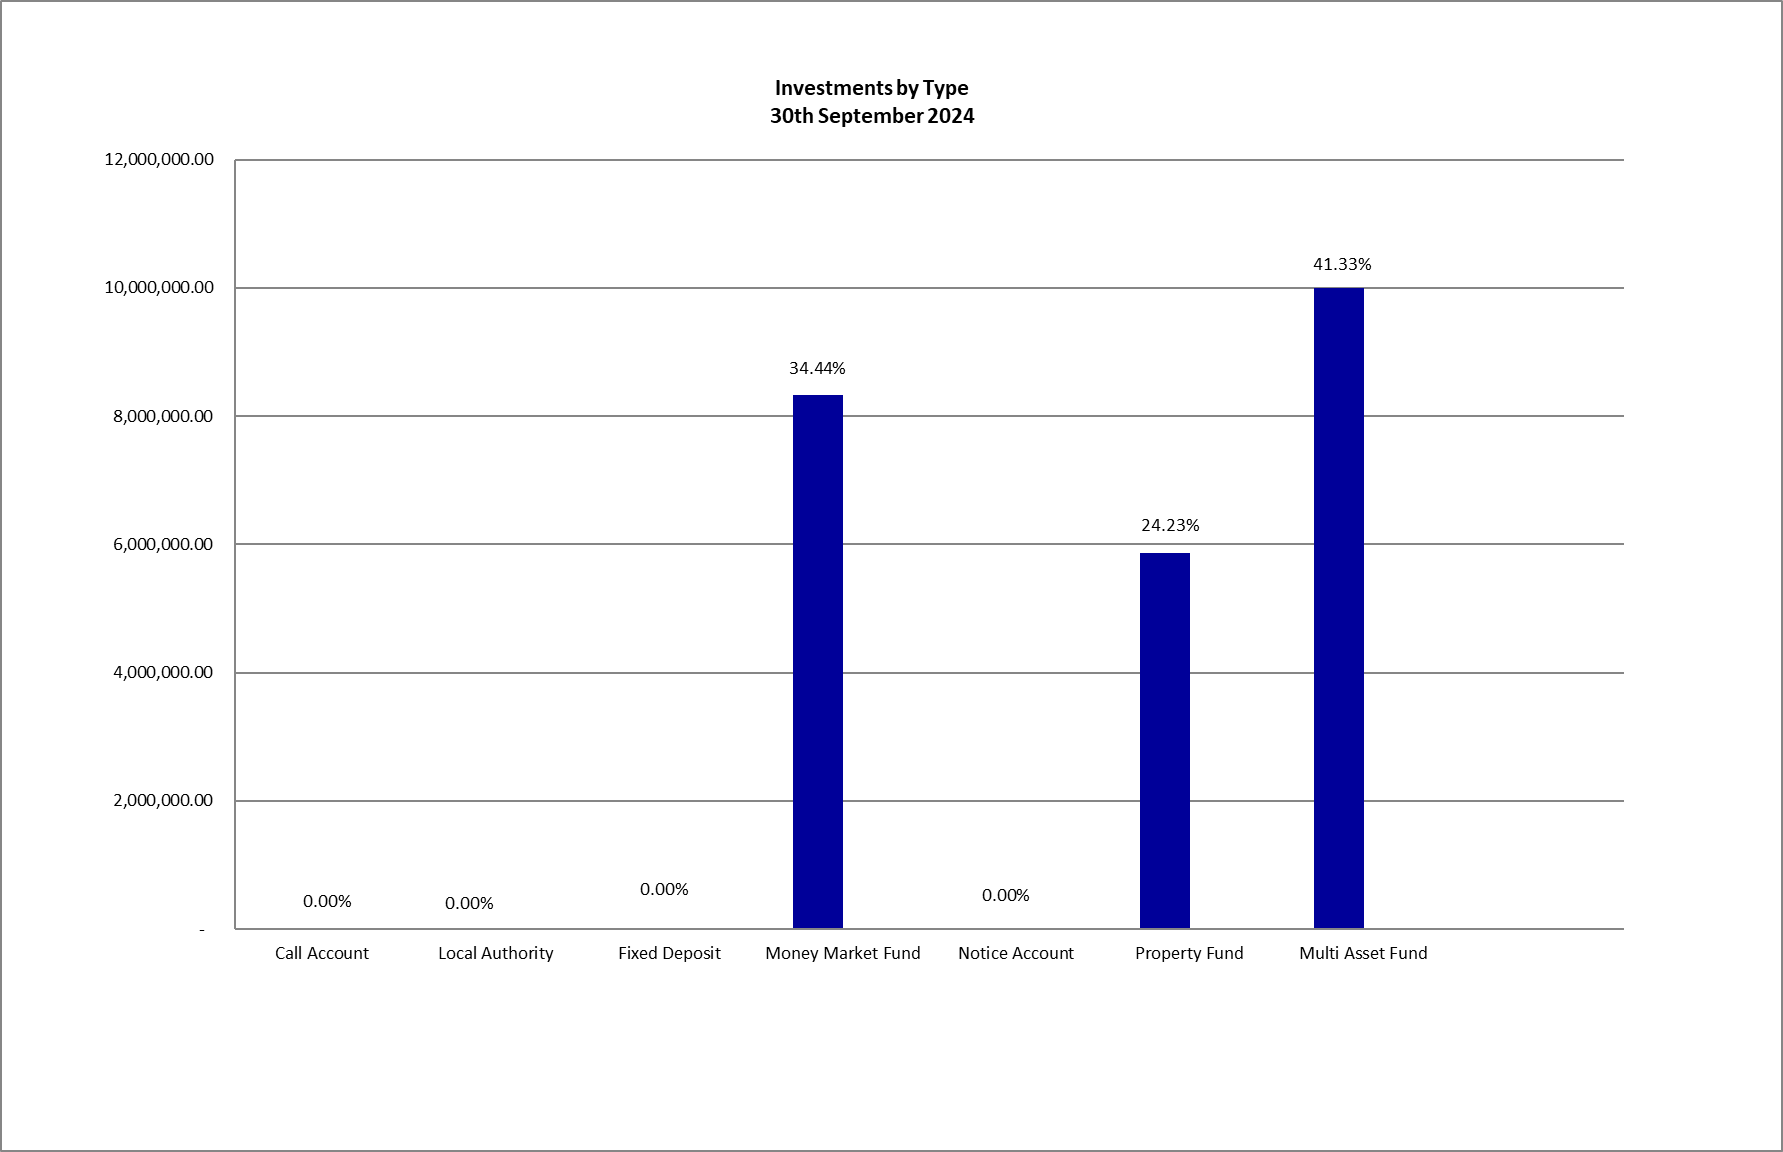 Investments by Type
30th September 2024
12,000,000.00
10,000,000.00
8,000,000.00
6,000,000.00
4,000,000.00
2,000,000.00
-
41.33%
34.44%
24.23%
0.00%
0.00%
0.00%
0.00%
Call Account
Local Authority
Fixed Deposit
Money Market Fund
Notice Account
Property Fund
Multi Asset Fund